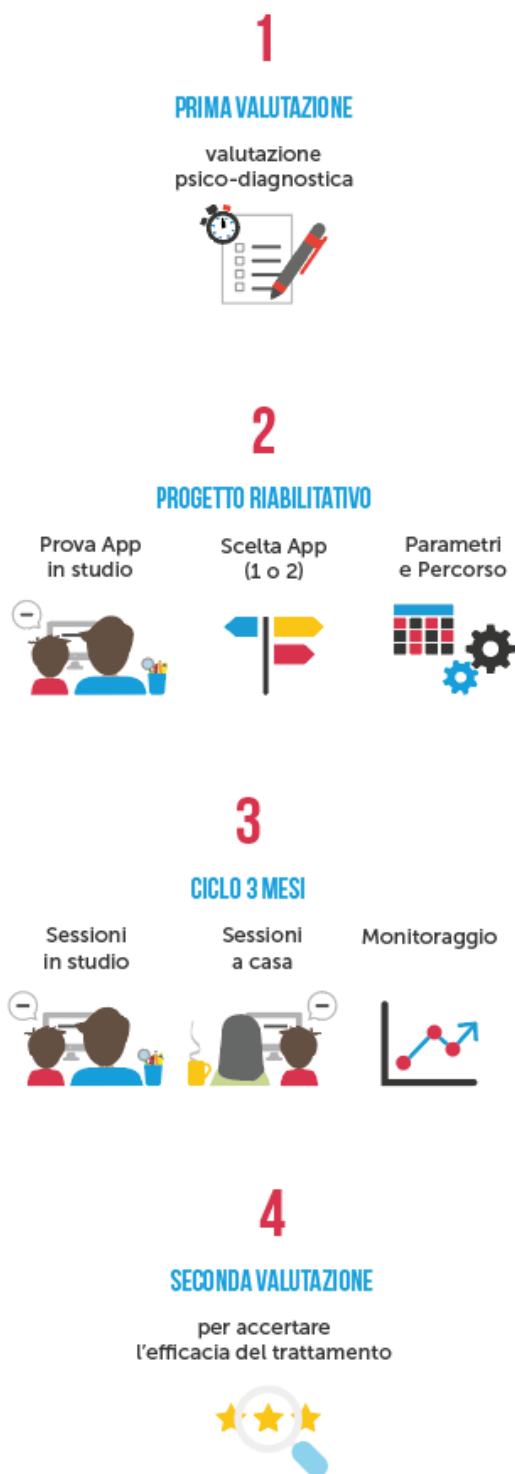 1
PRIMA VALUTAZIONE
valutazione
psico-diagnostica
2
PROGETTO RIABILITATIVO
Prova App
in studio
Scelta App
(1 o 2)
Parametri
e Percorso
3
CICLO 3 MESI
Sessioni
in studio
Sessioni
a casa
Monitoraggio
4
SECONDA VALUTAZIONE
per accertare
l'efficacia del trattamento